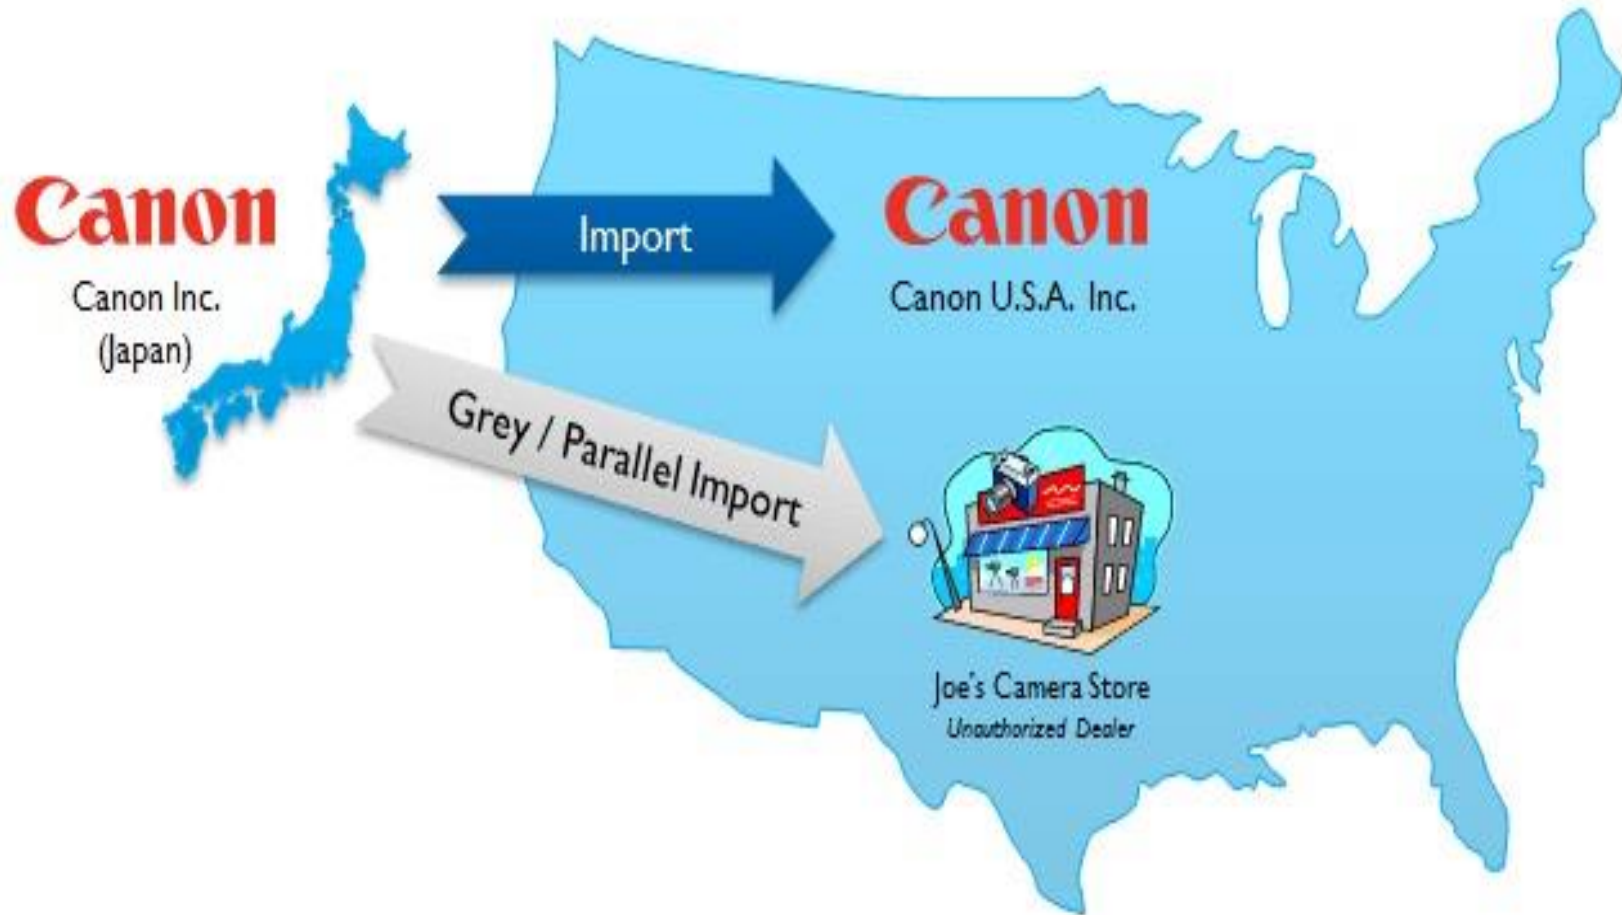 Canon
Canon Inc.
(Japan)
Import
Canon
Canon U.S.A. Inc.
Grey / Parallel Import
Joe's Camera Store
Unauthorized Dealer